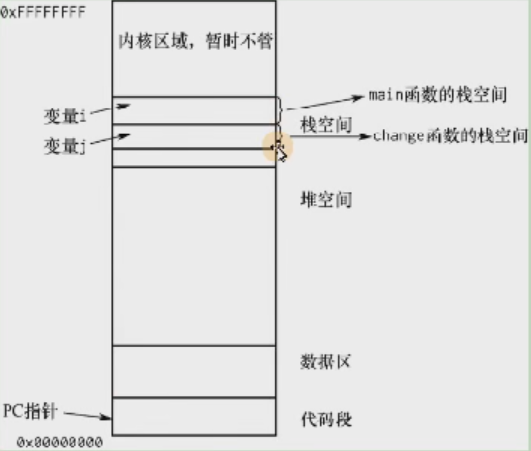 0xFFFFFFFF
内核区域，暂时不管
main函数的栈空间
变量i
栈空间
变量j
change函数的栈空间
堆空间
数据区
PC指针
代码段
0x00000000